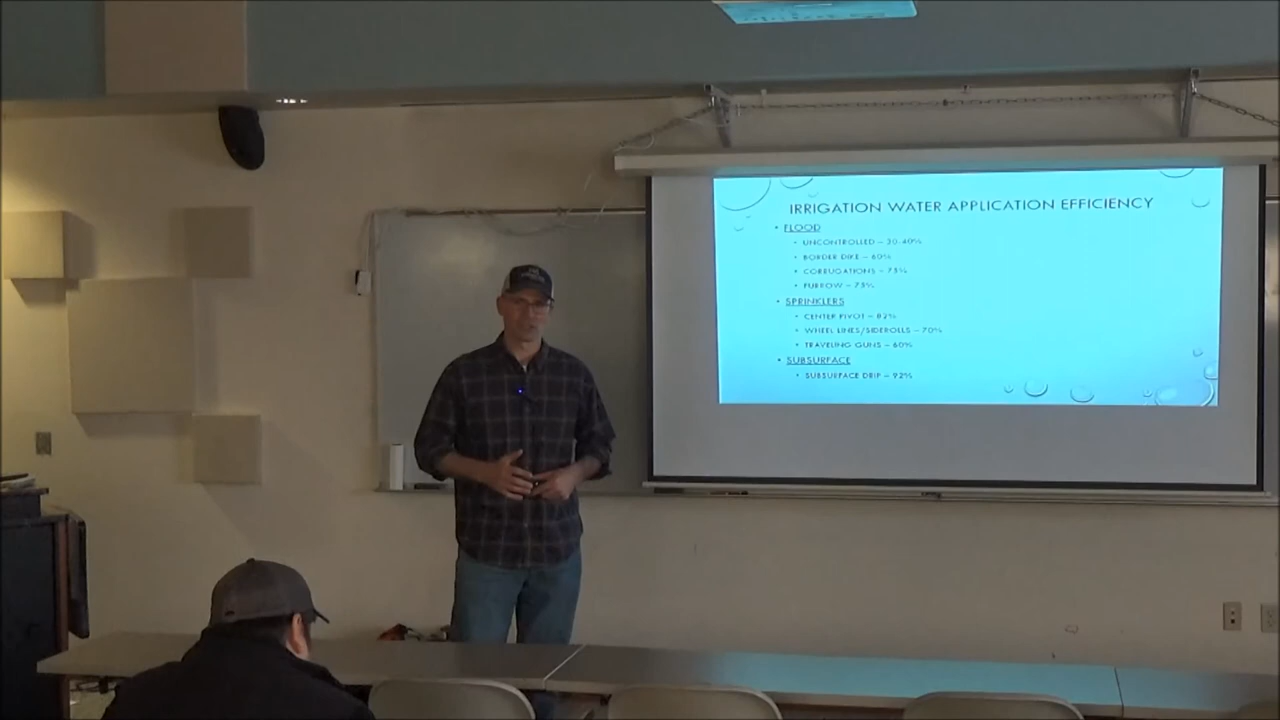 IRRIGATION WATER APPLICATION EFFICIENCY
• FLOOD
• UNCONTROLLED – 30-40%
• BORDER DIKE – 60%
• CORRUGATIONS – 75%
• FURROW – 75%
• SPRINKLERS
• CENTER PIVOT – 82%
• WHEEL LINES/SIDEROLLS – 70%
• TRAVELING GUNS – 60%
• SUBSURFACE
• SUBSURFACE DRIP – 92%